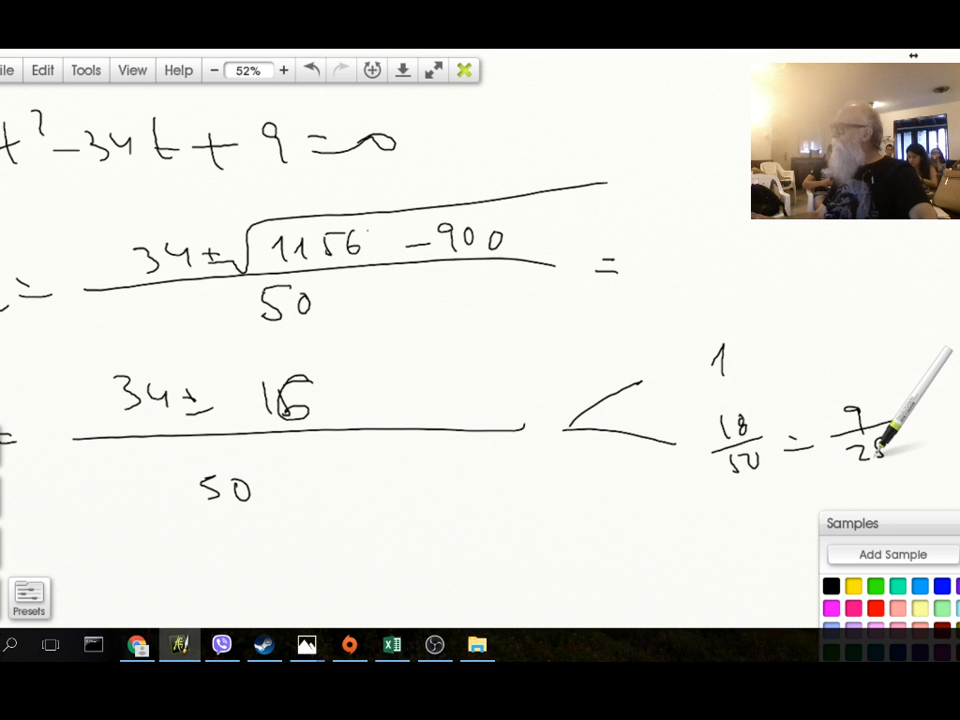 ile Edit Tools View Help − 52% +
t² − 34t + 9 = 0
= 34 ± √1156 − 900 / 50 =
= 34 ± 16 / 50 < 1
18/50 = 9/25
Samples
Add Sample
Presets